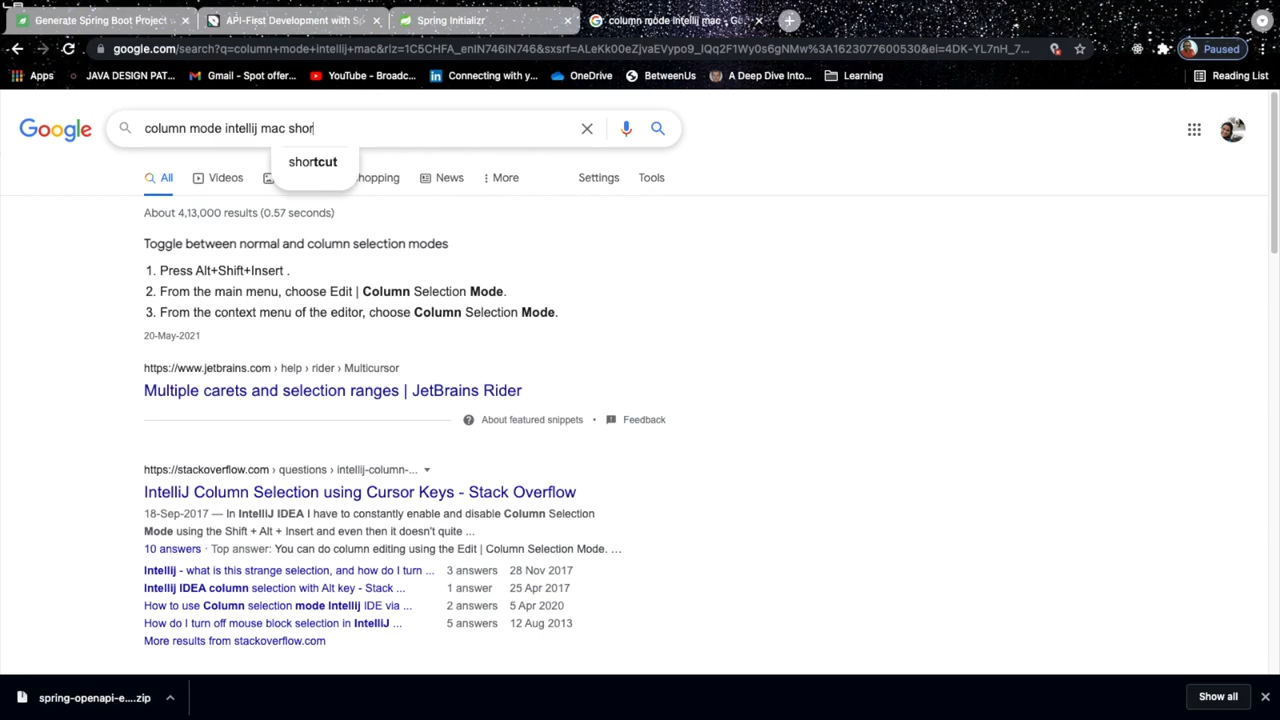 Generate Spring Boot Project w
API-First Development with Sp
Spring Initializr
column mode intellij mac - Go
google.com/search?q=column+mode+intellij+mac&rlz=1C5CHFA_enIN746IN746&sxsrf=ALeKk00eZjvaEVypo9_IQq2F1Wy0s6gNMw%3A1623077600530&ei=4DK-YL7nH_7...
Paused
Apps
JAVA DESIGN PAT...
Gmail - Spot offer...
YouTube - Broadc...
Connecting with y...
OneDrive
BetweenUs
A Deep Dive Into...
Learning
Reading List
Google
column mode intellij mac shor
shortcut
All
Videos
hopping
News
More
Settings
Tools
About 4,13,000 results (0.57 seconds)
Toggle between normal and column selection modes
1. Press Alt+Shift+Insert .
2. From the main menu, choose Edit | Column Selection Mode.
3. From the context menu of the editor, choose Column Selection Mode.
20-May-2021
https://www.jetbrains.com › help › rider › Multicursor
Multiple carets and selection ranges | JetBrains Rider
About featured snippets • Feedback
https://stackoverflow.com › questions › intellij-column-...
IntelliJ Column Selection using Cursor Keys - Stack Overflow
18-Sep-2017 — In IntelliJ IDEA I have to constantly enable and disable Column Selection
Mode using the Shift + Alt + Insert and even then it doesn't quite ...
10 answers · Top answer: You can do column editing using the Edit | Column Selection Mode. ...
Intellij - what is this strange selection, and how do I turn ... 3 answers 28 Nov 2017
Intellij IDEA column selection with Alt key - Stack ... 1 answer 25 Apr 2017
How to use Column selection mode Intellij IDE via ... 2 answers 5 Apr 2020
How do I turn off mouse block selection in IntelliJ ... 5 answers 12 Aug 2013
More results from stackoverflow.com
spring-openapi-e....zip
Show all